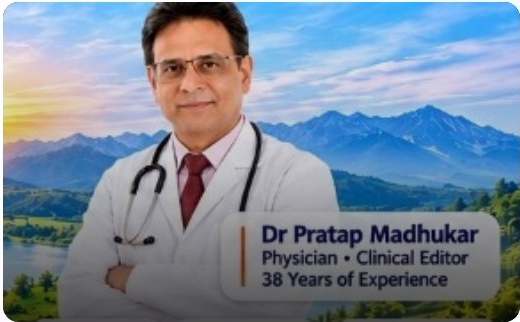 Dr Pratap Madhukar
Physician • Clinical Editor
38 Years of Experience